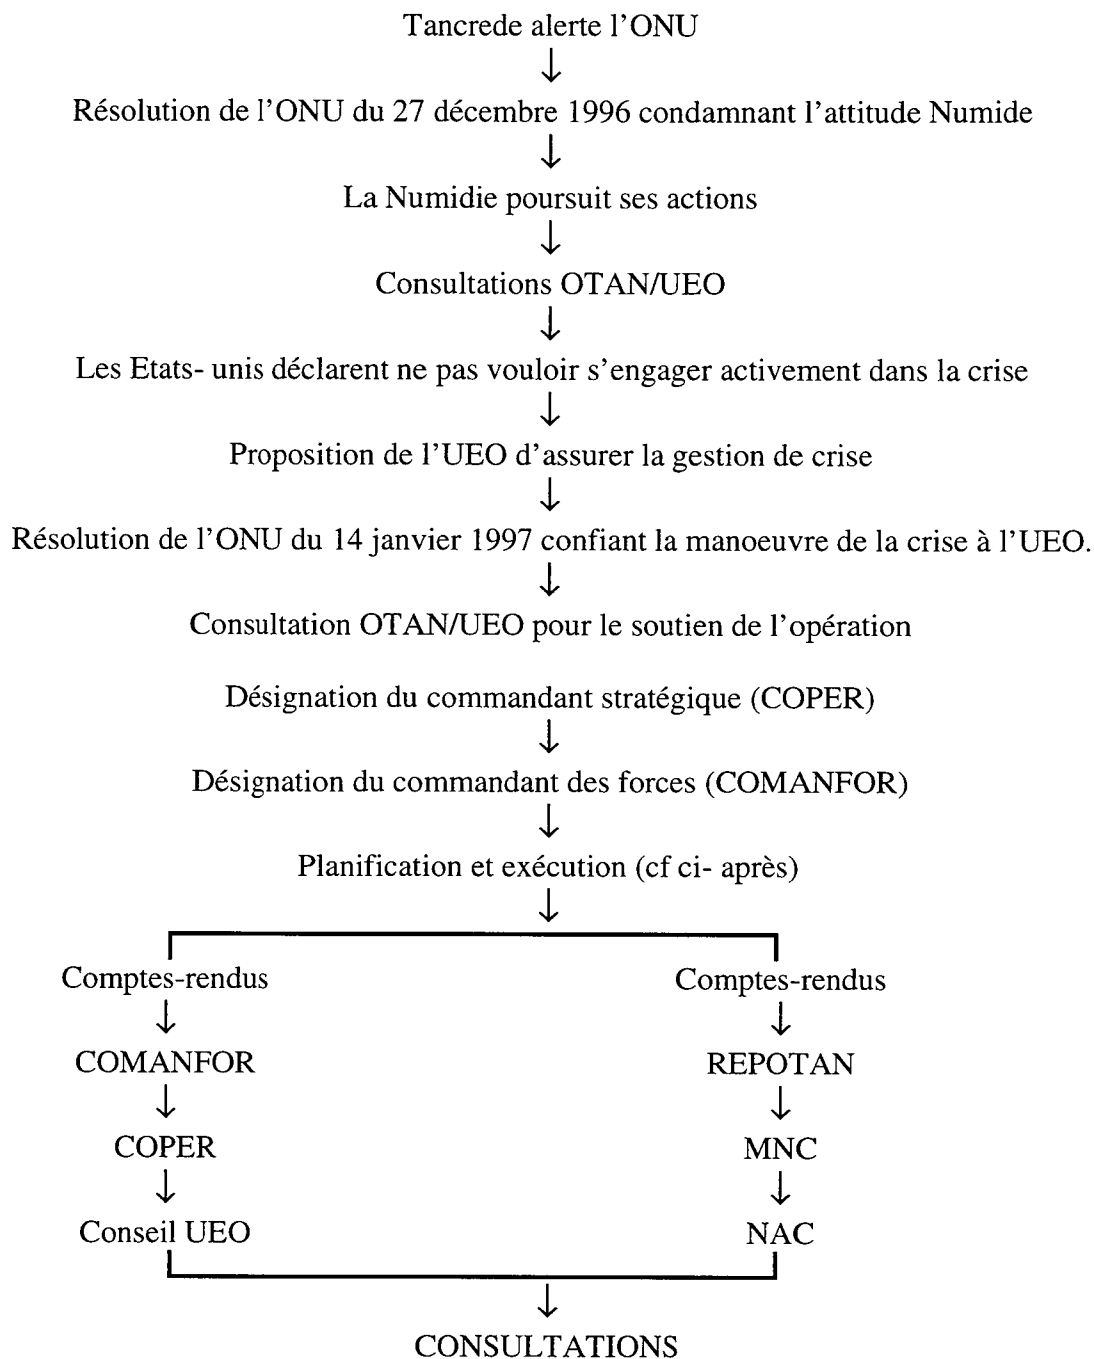 Tancrede alerte l'ONU
Résolution de l'ONU du 27 décembre 1996 condamnant l'attitude Numide
La Numidie poursuit ses actions
Consultations OTAN/UEO
Les Etats- unis déclarent ne pas vouloir s'engager activement dans la crise
Proposition de l'UEO d'assurer la gestion de crise
Résolution de l'ONU du 14 janvier 1997 confiant la manoeuvre de la crise à l'UEO.
Consultation OTAN/UEO pour le soutien de l'opération
Désignation du commandant stratégique (COPER)
Désignation du commandant des forces (COMANFOR)
Planification et exécution (cf ci- après)
Comptes-rendus
COMANFOR
COPER
Conseil UEO
Comptes-rendus
REPOTAN
MNC
NAC
CONSULTATIONS